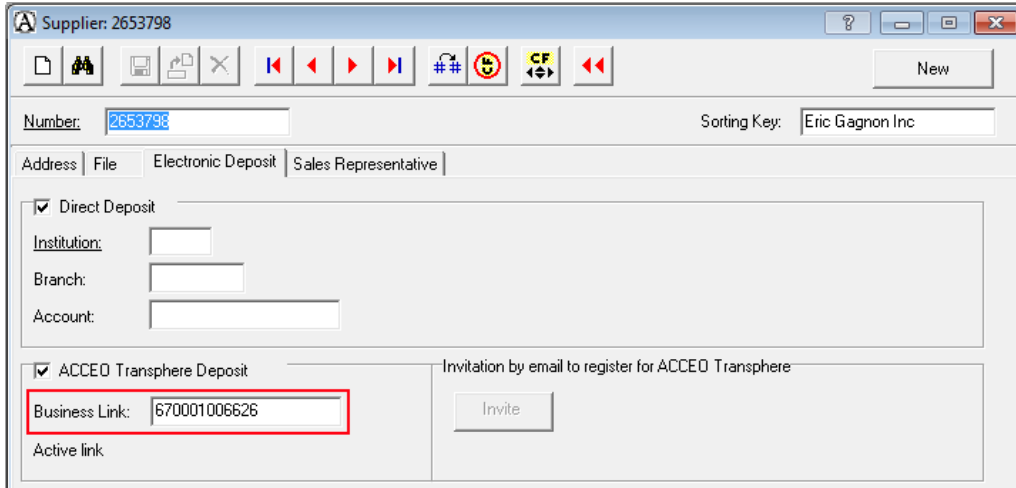 Supplier: 2653798
CF
New
Number: 2653798 Sorting Key: Eric Gagnon Inc
Address File Electronic Deposit Sales Representative
Direct Deposit
Institution:
Branch:
Account:
ACCEO Transphere Deposit Invitation by email to register for ACCEO Transphere
Business Link: 670001006626 Invite
Active link